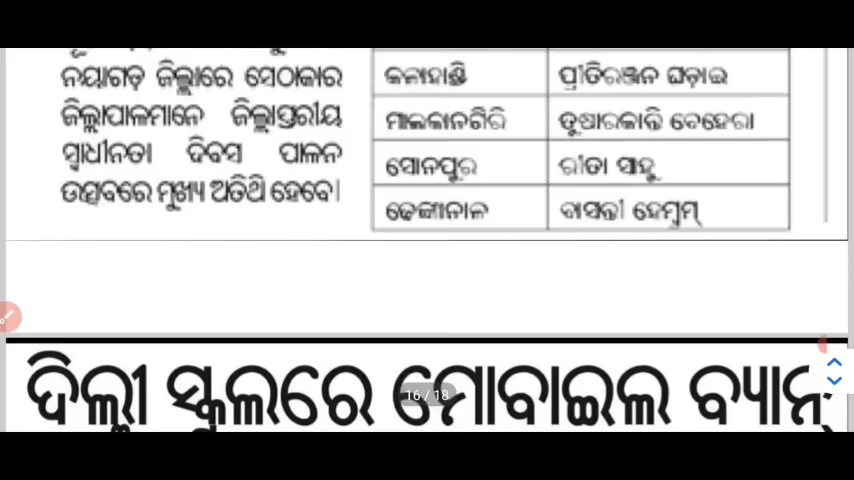 ନୟାଗଡ଼ ଜିଲ୍ଲାରେ ସେଠାକାର
ଜିଲ୍ଲାପାଳମାନେ ଜିଲ୍ଲାସ୍ତରୀୟ
ସ୍ୱାଧୀନତା ଦିବସ ପାଳନ
ଉତ୍ସବରେ ମୁଖ୍ୟ ଅତିଥି ହେବେ।
କଳାହାଣ୍ଡି ପ୍ରୀତିରଞ୍ଜନ ଘଡ଼ାଇ
ମାଲକାନଗିରି ତୁଷାରକାନ୍ତି ବେହେରା
ସୋନପୁର ରୀତା ସାହୁ
ଢେଙ୍କାନାଳ ବାସନ୍ତୀ ହେମ୍ବ୍ରମ୍
ଦିଲ୍ଲୀ ସ୍କୁଲରେ ମୋବାଇଲ ବ୍ୟାନ୍
16 / 18